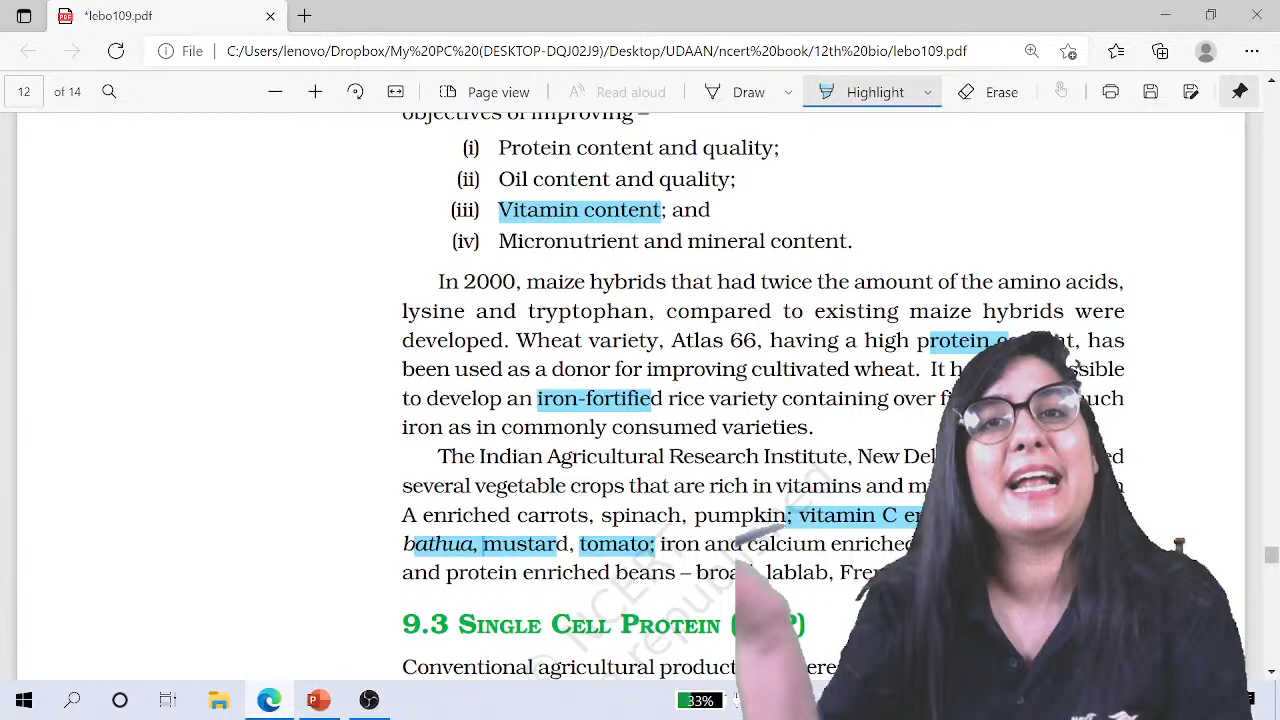 *lebo109.pdf
File C:/Users/lenovo/Dropbox/My%20PC%20(DESKTOP-DQJ02J9)/Desktop/UDAAN/ncert%20book/12th%20bio/lebo109.pdf
12 of 14 Page view Read aloud Draw Highlight Erase
objectives of improving –
(i) Protein content and quality;
(ii) Oil content and quality;
(iii) Vitamin content; and
(iv) Micronutrient and mineral content.
In 2000, maize hybrids that had twice the amount of the amino acids,
lysine and tryptophan, compared to existing maize hybrids were
developed. Wheat variety, Atlas 66, having a high protein has
been used as a donor for improving cultivated wheat. It
to develop an iron-fortified rice variety containing over
iron as in commonly consumed varieties.
The Indian Agricultural Research Institute, New
several vegetable crops that are rich in vitamins and
A enriched carrots, spinach, pumpkin; vitamin C
bathua, mustard, tomato; iron and calcium enriched
and protein enriched beans – lablab,
9.3 SINGLE CELL PROTEIN
Conventional agricultural
© NCERT
republished
33%